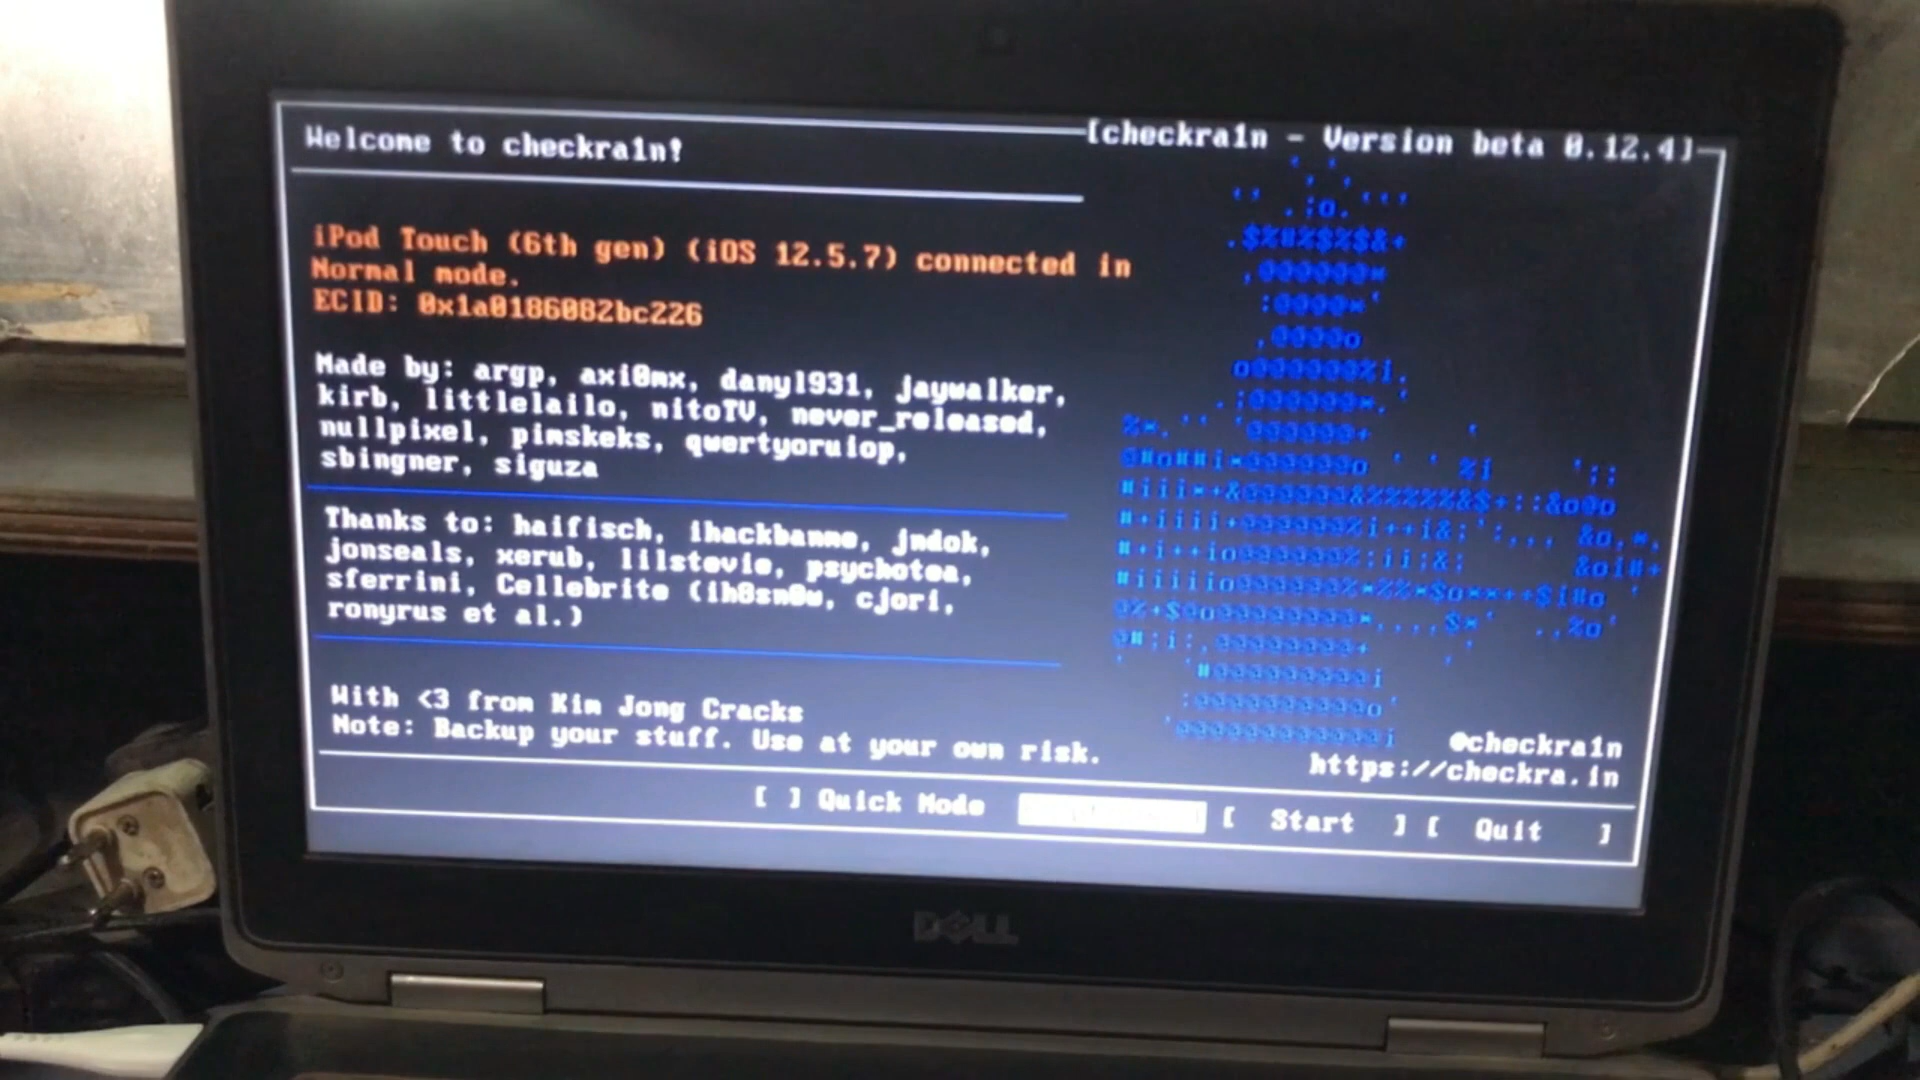 [checkra1n - Version beta 0.12.4]
Welcome to checkra1n!
iPod Touch (6th gen) (iOS 12.5.7) connected in
Normal mode.
ECID: 0x1a0186082bc226
Made by: argp, axi0mx, danyl931, jaywalker,
kirb, littlelailo, nitoTV, never_released,
nullpixel, pimskeks, qwertyoruiop,
sbingner, siguza
Thanks to: haifisch, ihackbanme, jndok,
jonseals, xerub, lilstevie, psychotea,
sferrini, Cellebrite (ih8sn0w, cjori,
ronyrus et al.)
With <3 from Kim Jong Cracks
Note: Backup your stuff. Use at your own risk.
@checkra1n
https://checkra.in
[ ] Quick Mode [ Start ] [ Quit ]
DELL